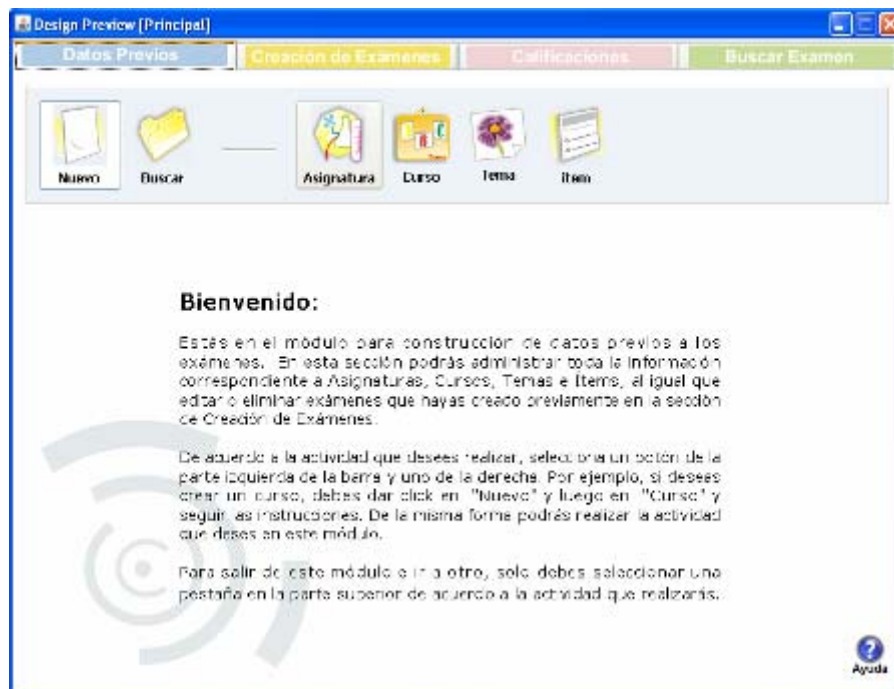 Design Preview [Principal]
Datos Previos Creación de Exámenes Calificaciones Buscar Examen
Nuevo Buscar Asignatura Curso Tema Item
Bienvenido:
Estás en el módulo para construcción de datos previos a los
exámenes. En esta sección podrás administrar toda la información
correspondiente a Asignaturas, Cursos, Temas e Ítems, al igual que
editar o eliminar exámenes que hayas creado previamente en la sección
de Creación de Exámenes.
De acuerdo a la actividad que desees realizar, selecciona un botón de la
parte izquierda de la barra y uno de la derecha. Por ejemplo, si deseas
crear un curso, debes dar click en "Nuevo" y luego en "Curso" y
seguir las instrucciones. De la misma forma podrás realizar la actividad
que desees en este módulo.
Para salir de este módulo e ir a otro, solo debes seleccionar una
pestaña en la parte superior de acuerdo a la actividad que realizarás.
Ayuda